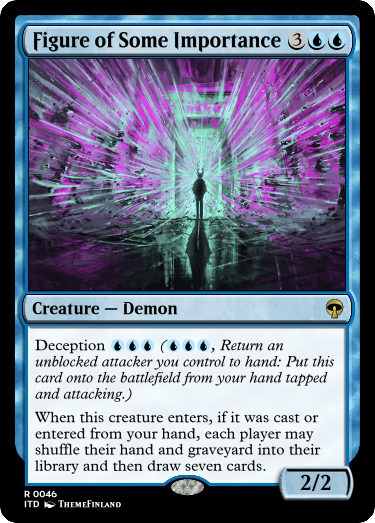 Figure of Some Importance 3
Creature — Demon
Deception (, Return an
unblocked attacker you control to hand: Put this
card onto the battlefield from your hand tapped
and attacking.)
When this creature enters, if it was cast or
entered from your hand, each player may
shuffle their hand and graveyard into their
library and then draw seven cards.
2/2
R 0046
ITD ThemeFinland